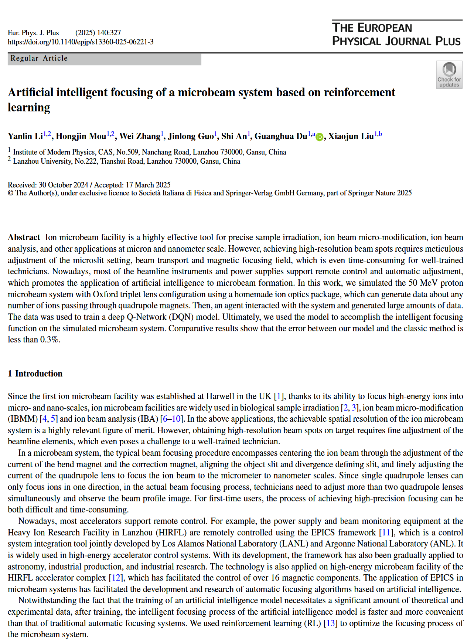 Eur. Phys. J. Plus (2025) 140:327
https://doi.org/10.1140/epjp/s13360-025-06221-3
THE EUROPEAN
PHYSICAL JOURNAL PLUS
Regular Article
Check for
updates
Artificial intelligent focusing of a microbeam system based on reinforcement
learning
Yanlin Li1,2, Hongjin Mou1,2, Wei Zhang1, Jinlong Guo1, Shi An1, Guanghua Du1,a, Xianjun Liu1,b
1 Institute of Modern Physics, CAS, No.509, Nanchang Road, Lanzhou 730000, Gansu, China
2 Lanzhou University, No.222, Tianshui Road, Lanzhou 730000, Gansu, China
Received: 30 October 2024 / Accepted: 17 March 2025
© The Author(s), under exclusive licence to Società Italiana di Fisica and Springer-Verlag GmbH Germany, part of Springer Nature 2025
Abstract Ion microbeam facility is a highly effective tool for precise sample irradiation, ion beam micro-modification, ion beam
analysis, and other applications at micron and nanometer scale. However, achieving high-resolution beam spots requires meticulous
adjustment of the microslit setting, beam transport and magnetic focusing field, which is even time-consuming for well-trained
technicians. Nowadays, most of the beamline instruments and power supplies support remote control and automatic adjustment,
which promotes the application of artificial intelligence to microbeam formation. In this work, we simulated the 50 MeV proton
microbeam system with Oxford triplet lens configuration using a homemade ion optics package, which can generate data about any
number of ions passing through quadrupole magnets. Then, an agent interacted with the system and generated large amounts of data.
The data was used to train a deep Q-Network (DQN) model. Ultimately, we used the model to accomplish the intelligent focusing
function on the simulated microbeam system. Comparative results show that the error between our model and the classic method is
less than 0.3%.
1 Introduction
Since the first ion microbeam facility was established at Harwell in the UK [1], thanks to its ability to focus high-energy ions into
micro- and nano-scales, ion microbeam facilities are widely used in biological sample irradiation [2, 3], ion beam micro-modification
(IBMM) [4, 5] and ion beam analysis (IBA) [6–10]. In the above applications, the achievable spatial resolution of the ion microbeam
system is a highly relevant figure of merit. However, obtaining high-resolution beam spots on target requires fine adjustment of the
beamline elements, which even poses a challenge to a well-trained technician.
In a microbeam system, the typical beam focusing procedure encompasses centering the ion beam through the adjustment of the
current of the bend magnet and the correction magnet, aligning the object slit and divergence defining slit, and finely adjusting the
current of the quadrupole lens to focus the ion beam to the micrometer to nanometer scales. Since single quadrupole lenses can
only focus ions in one direction, in the actual beam focusing process, technicians need to adjust more than two quadrupole lenses
simultaneously and observe the beam profile image. For first-time users, the process of achieving high-precision focusing can be
both difficult and time-consuming.
Nowadays, most accelerators support remote control. For example, the power supply and beam monitoring equipment at the
Heavy Ion Research Facility in Lanzhou (HIRFL) are remotely controlled using the EPICS framework [11], which is a control
system integration tool jointly developed by Los Alamos National Laboratory (LANL) and Argonne National Laboratory (ANL). It
is widely used in high-energy accelerator control systems. With its development, the framework has also been gradually applied to
astronomy, industrial production, and industrial research. The technology is also applied on high-energy microbeam facility of the
HIRFL accelerator complex [12], which has facilitated the control of over 16 magnetic components. The application of EPICS in
microbeam systems has facilitated the development and research of automatic focusing algorithms based on artificial intelligence.
Notwithstanding the fact that the training of an artificial intelligence model necessitates a significant amount of theoretical and
experimental data, after training, the intelligent focusing process of the artificial intelligence model is faster and more convenient
than that of traditional automatic focusing systems. We used reinforcement learning (RL) [13] to optimize the focusing process of
the microbeam system.